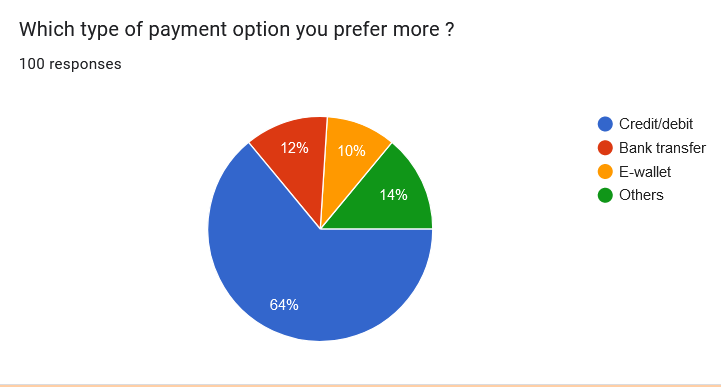 Which type of payment option you prefer more ?
100 responses
Credit/debit
Bank transfer
E-wallet
Others
12%
10%
14%
64%